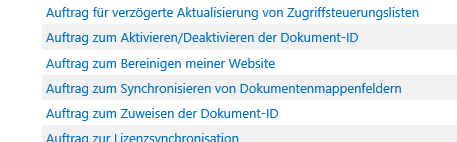 Auftrag für verzögerte Aktualisierung von Zugriffsteuerungslisten
Auftrag zum Aktivieren/Deaktivieren der Dokument-ID
Auftrag zum Bereinigen meiner Website
Auftrag zum Synchronisieren von Dokumentenmappenfeldern
Auftrag zum Zuweisen der Dokument-ID
Auftrag zur Lizenzsynchronisation